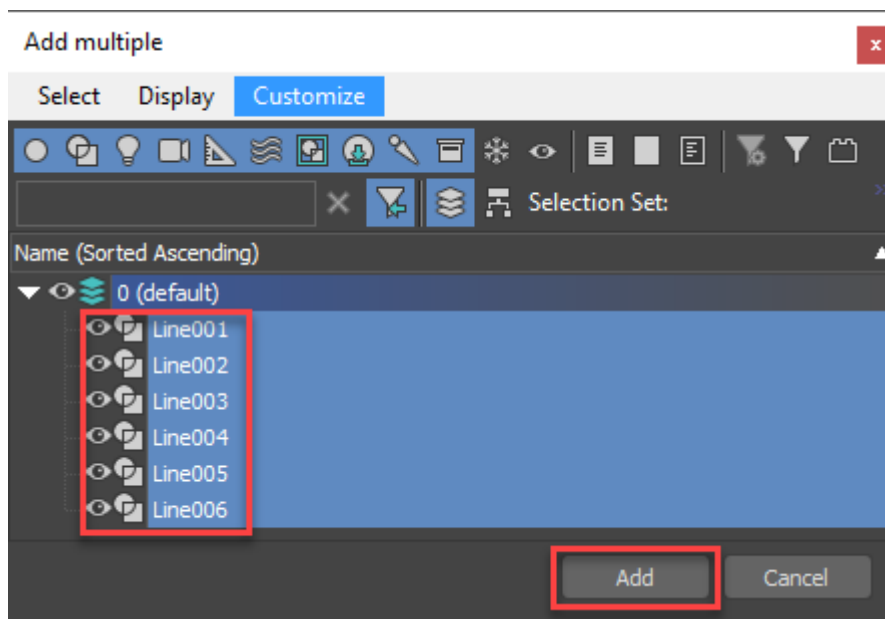 Add multiple
x
Select Display Customize
Selection Set:
Name (Sorted Ascending)
0 (default)
Line001
Line002
Line003
Line004
Line005
Line006
Add Cancel